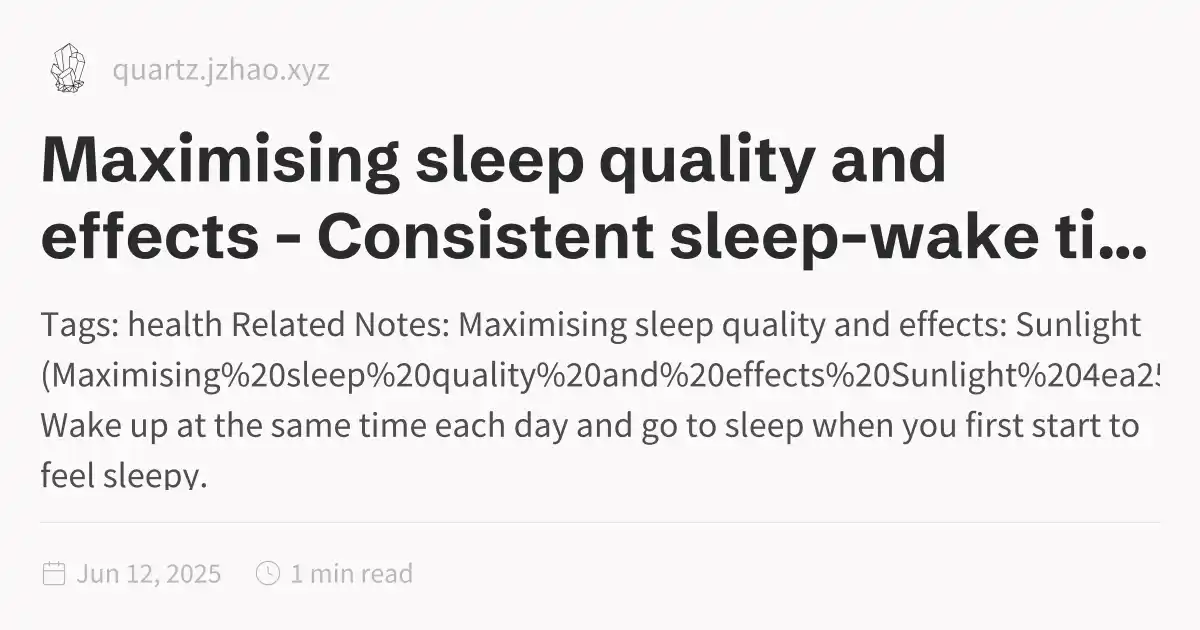 quartz.jzhao.xyz
Maximising sleep quality and
effects - Consistent sleep-wake ti...
Tags: health Related Notes: Maximising sleep quality and effects: Sunlight
(Maximising%20sleep%20quality%20and%20effects%20Sunlight%204ea25
Wake up at the same time each day and go to sleep when you first start to
feel sleepy.
Jun 12, 2025 1 min read